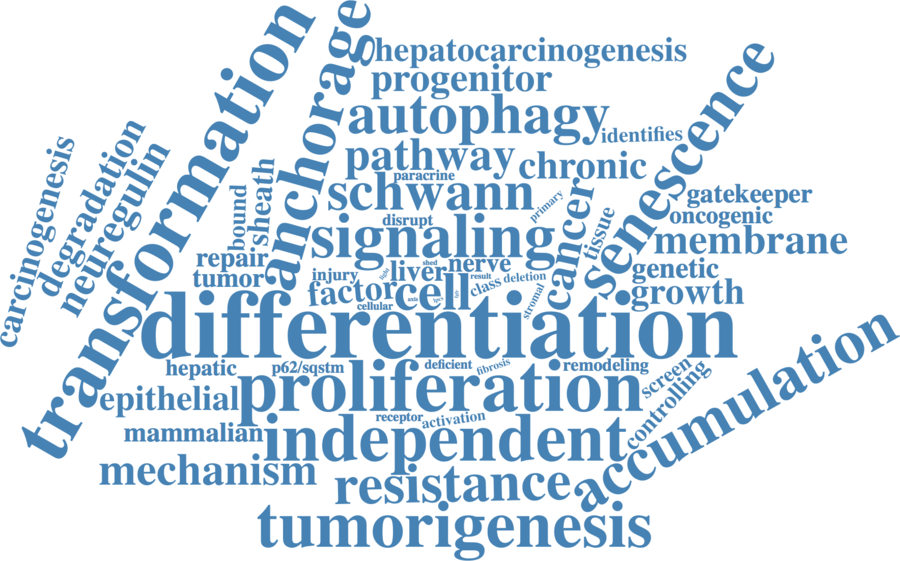 transformation
anchorage
hepatocarcinogenesis
progenitor
autophagy
identifies
senescence
pathway
chronic
paracrine
schwann
primary
cancer
tissue
gatekeeper
oncogenic
membrane
carcinogenesis
degradation
neuregulin
bound
sheath
disrupt
signaling
repair
tumor
injury
light
liver
shed
nerve
result
class
deletion
genetic
growth
factor
cell
axis
cellular
stromal
differentiation
hepatic
p62/sqstm
deficient
fibrosis
remodeling
screen
controlling
accumulation
epithelial
proliferation
receptor
activation
mammalian
independent
mechanism
resistance
tumorigenesis